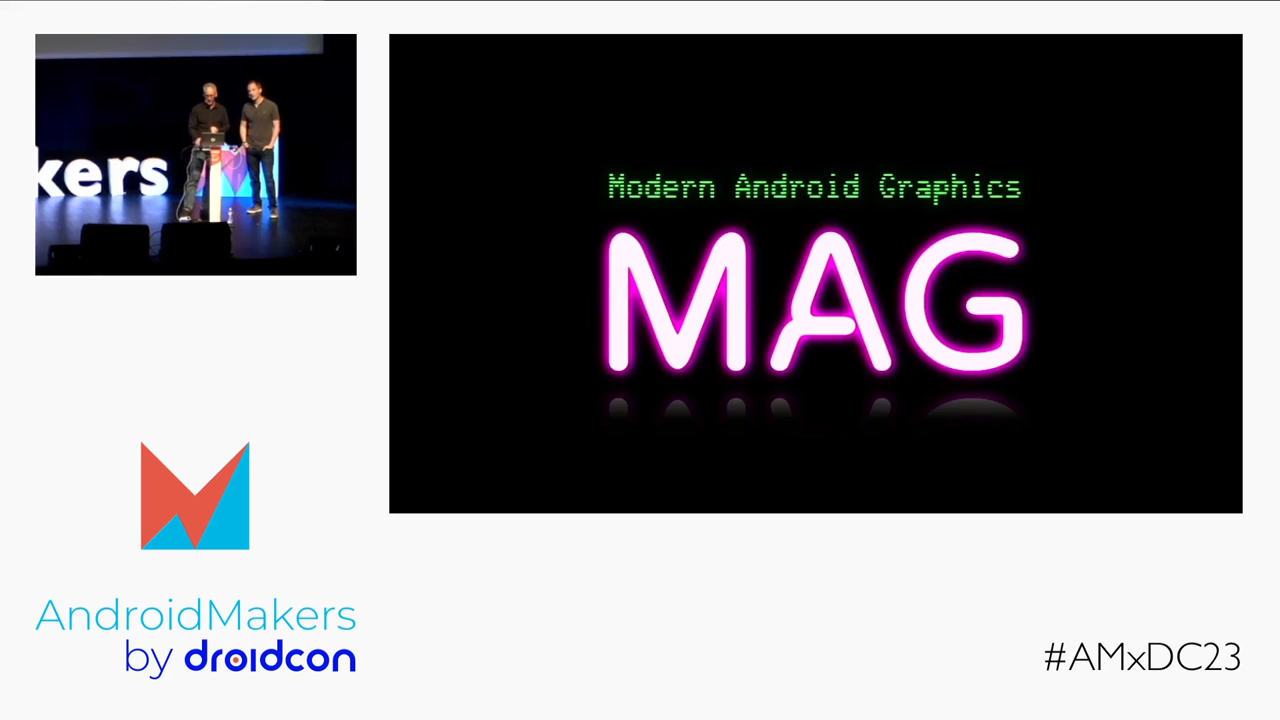 kers
Modern Android Graphics
MAG
AndroidMakers
by droidcon
#AMxDC23